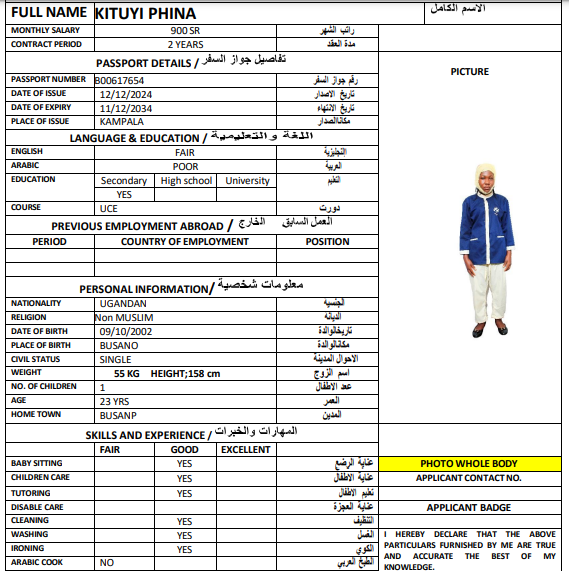 FULL NAME KITUYI PHINA الاسم الكامل
MONTHLY SALARY 900 SR راتب الشهر
CONTRACT PERIOD 2 YEARS مدة العقد
PASSPORT DETAILS / تفاصيل جواز السفر
PICTURE
PASSPORT NUMBER B00617654 رقم جواز السفر
DATE OF ISSUE 12/12/2024 تاريخ الاصدار
DATE OF EXPIRY 11/12/2034 تاريخ الانتهاء
PLACE OF ISSUE KAMPALA مكانالصدار
LANGUAGE & EDUCATION / اللغة والتعليمية
ENGLISH FAIR
ARABIC POOR العربية
EDUCATION Secondary High school University
YES
COURSE UCE دورت
PREVIOUS EMPLOYMENT ABROAD / العمل السابق الخارج
PERIOD COUNTRY OF EMPLOYMENT POSITION
PERSONAL INFORMATION/ معلومات شخصية
NATIONALITY UGANDAN الجنسية
RELIGION Non MUSLIM الديانه
DATE OF BIRTH 09/10/2002 تاريخالوالدة
PLACE OF BIRTH BUSANO مكانالوالدة
CIVIL STATUS SINGLE الاحوال المدينة
WEIGHT 55 KG HEIGHT;158 cm اسم الزوج
NO. OF CHILDREN 1 عدد الاطفال
AGE 23 YRS العمر
HOME TOWN BUSANP المدين
SKILLS AND EXPERIENCE / المهارات والخبرات
FAIR GOOD EXCELLENT
BABY SITTING YES عناية الرضع
PHOTO WHOLE BODY
CHILDREN CARE YES عناية الاطفال
APPLICANT CONTACT NO.
TUTORING YES تعليم الاطفال
DISABLE CARE عناية العجزة
APPLICANT BADGE
CLEANING YES التنظيف
WASHING YES الغسل
IRONING YES الكوي
ARABIC COOK NO الطبخ العربي
I HEREBY DECLARE THAT THE ABOVE
PARTICULARS FURNISHED BY ME ARE TRUE
AND ACCURATE THE BEST OF MY
KNOWLEDGE.